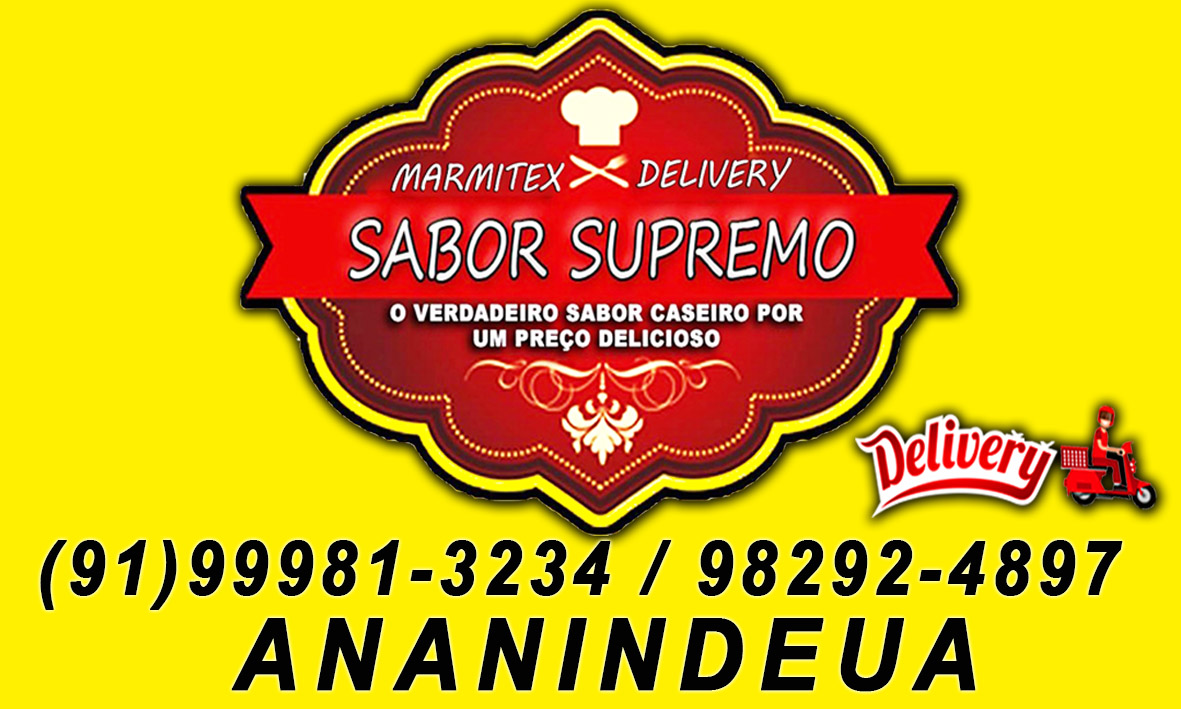 MARMITEX DELIVERY
SABOR SUPREMO
O VERDADEIRO SABOR CASEIRO POR
UM PREÇO DELICIOSO
Delivery
(91)99981-3234 / 98292-4897
ANANINDEUA